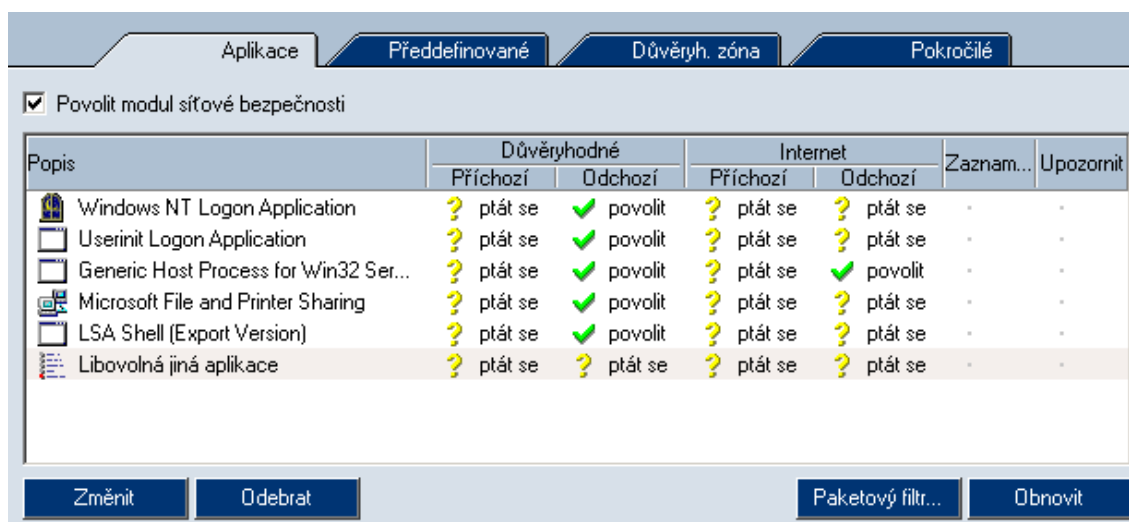 Aplikace Předdefinované Důvěryh. zóna Pokročilé
Povolit modul síťové bezpečnosti
Popis Důvěryhodné Internet Zaznam... Upozornit
Příchozí Odchozí Příchozí Odchozí
Windows NT Logon Application ptát se povolit ptát se ptát se
Userinit Logon Application ptát se povolit ptát se ptát se
Generic Host Process for Win32 Ser... ptát se povolit ptát se povolit
Microsoft File and Printer Sharing ptát se povolit ptát se ptát se
LSA Shell (Export Version) ptát se povolit ptát se ptát se
Libovolná jiná aplikace ptát se ptát se ptát se ptát se
Změnit Odebrat Paketový filtr... Obnovit